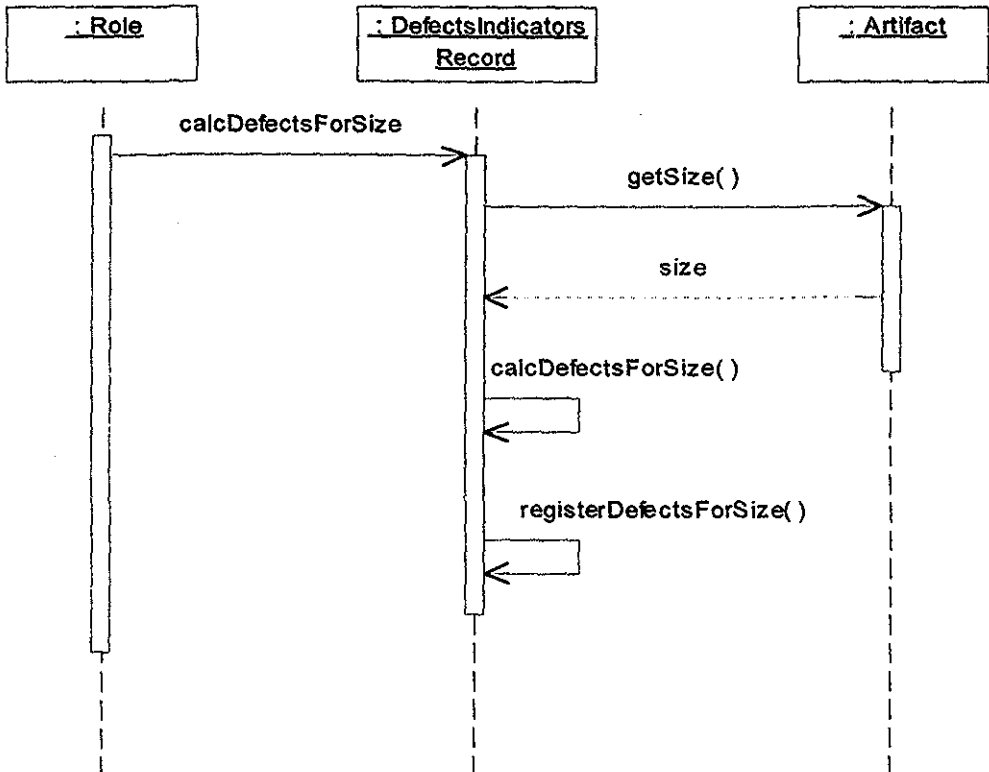 : Role
: DefectsIndicators
Record
: Artifact
calcDefectsForSize
getSize( )
size
calcDefectsForSize( )
registerDefectsForSize( )